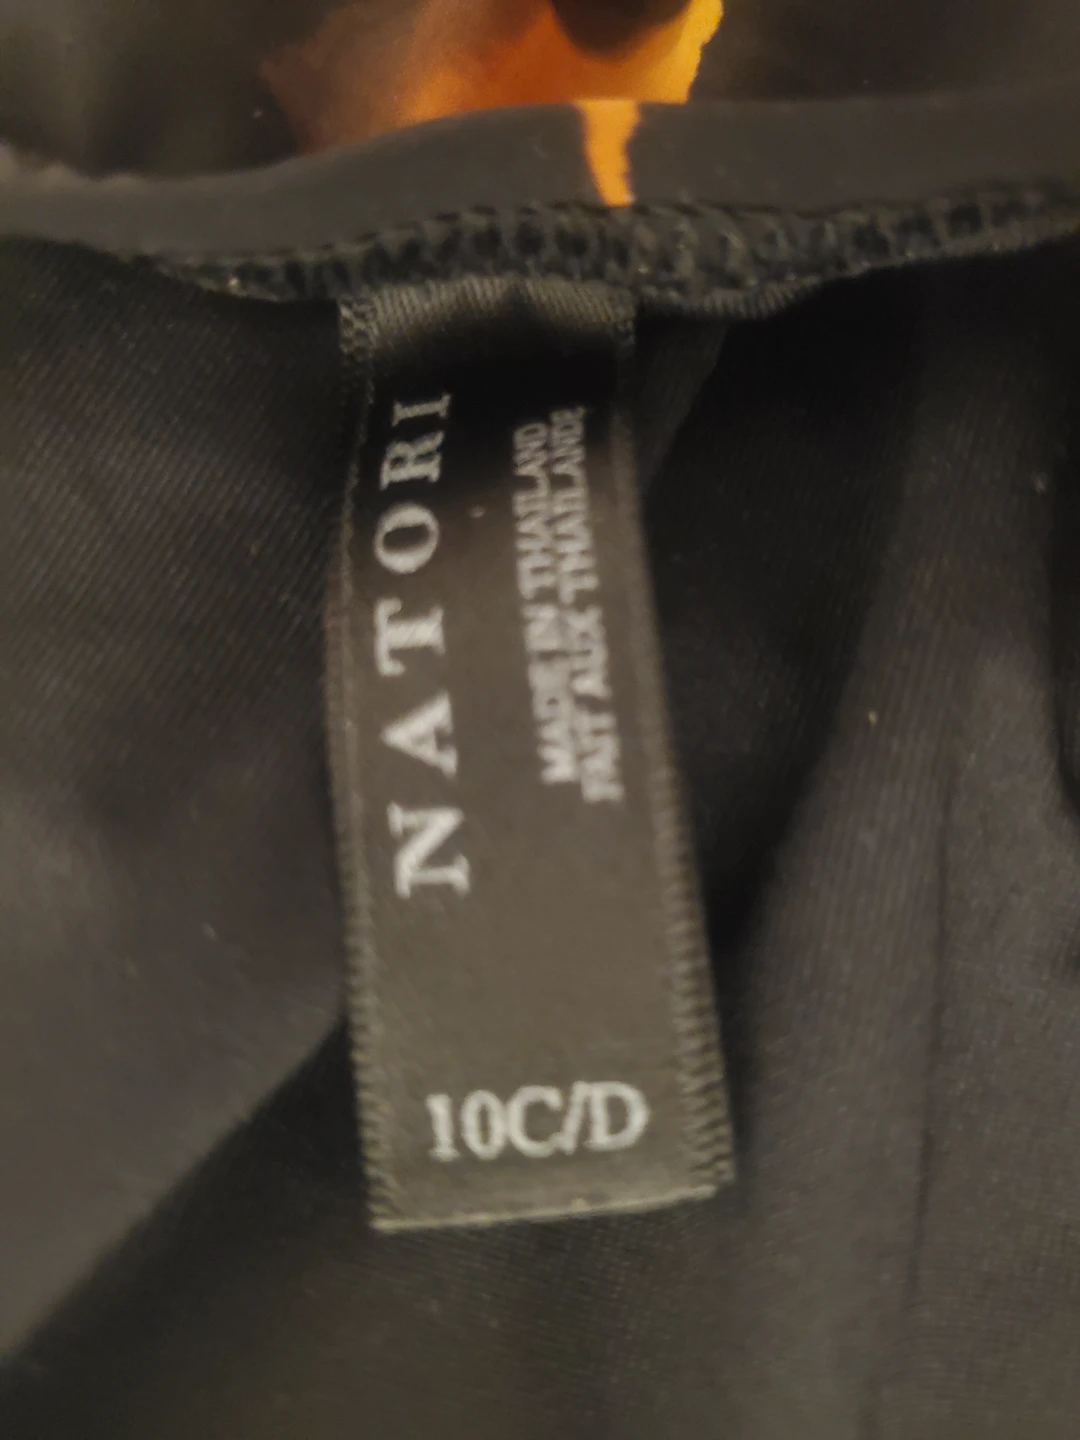 NATORI
MADE IN THAILAND
FAIT AUX THAILANDE
10C/D